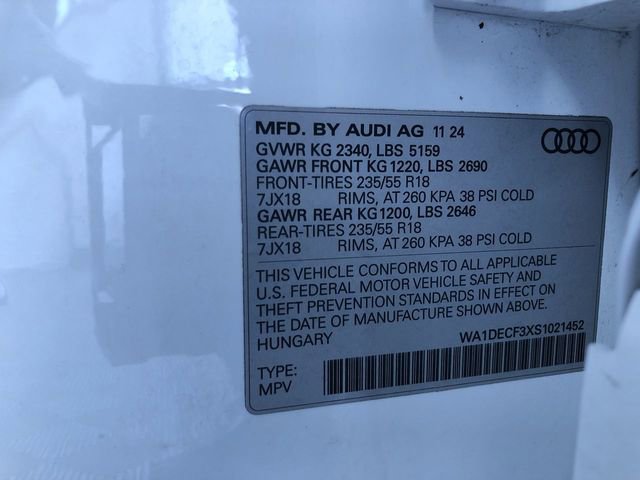 MFD. BY AUDI AG 11 24
GVWR KG 2340, LBS 5159
GAWR FRONT KG 1220, LBS 2690
FRONT-TIRES 235/55 R18
7JX18 RIMS, AT 260 KPA 38 PSI COLD
GAWR REAR KG1200, LBS 2646
REAR-TIRES 235/55 R18
7JX18 RIMS, AT 260 KPA 38 PSI COLD
THIS VEHICLE CONFORMS TO ALL APPLICABLE
U.S. FEDERAL MOTOR VEHICLE SAFETY AND
THEFT PREVENTION STANDARDS IN EFFECT ON
THE DATE OF MANUFACTURE SHOWN ABOVE.
HUNGARY WA1DECF3XS1021452
TYPE:
MPV